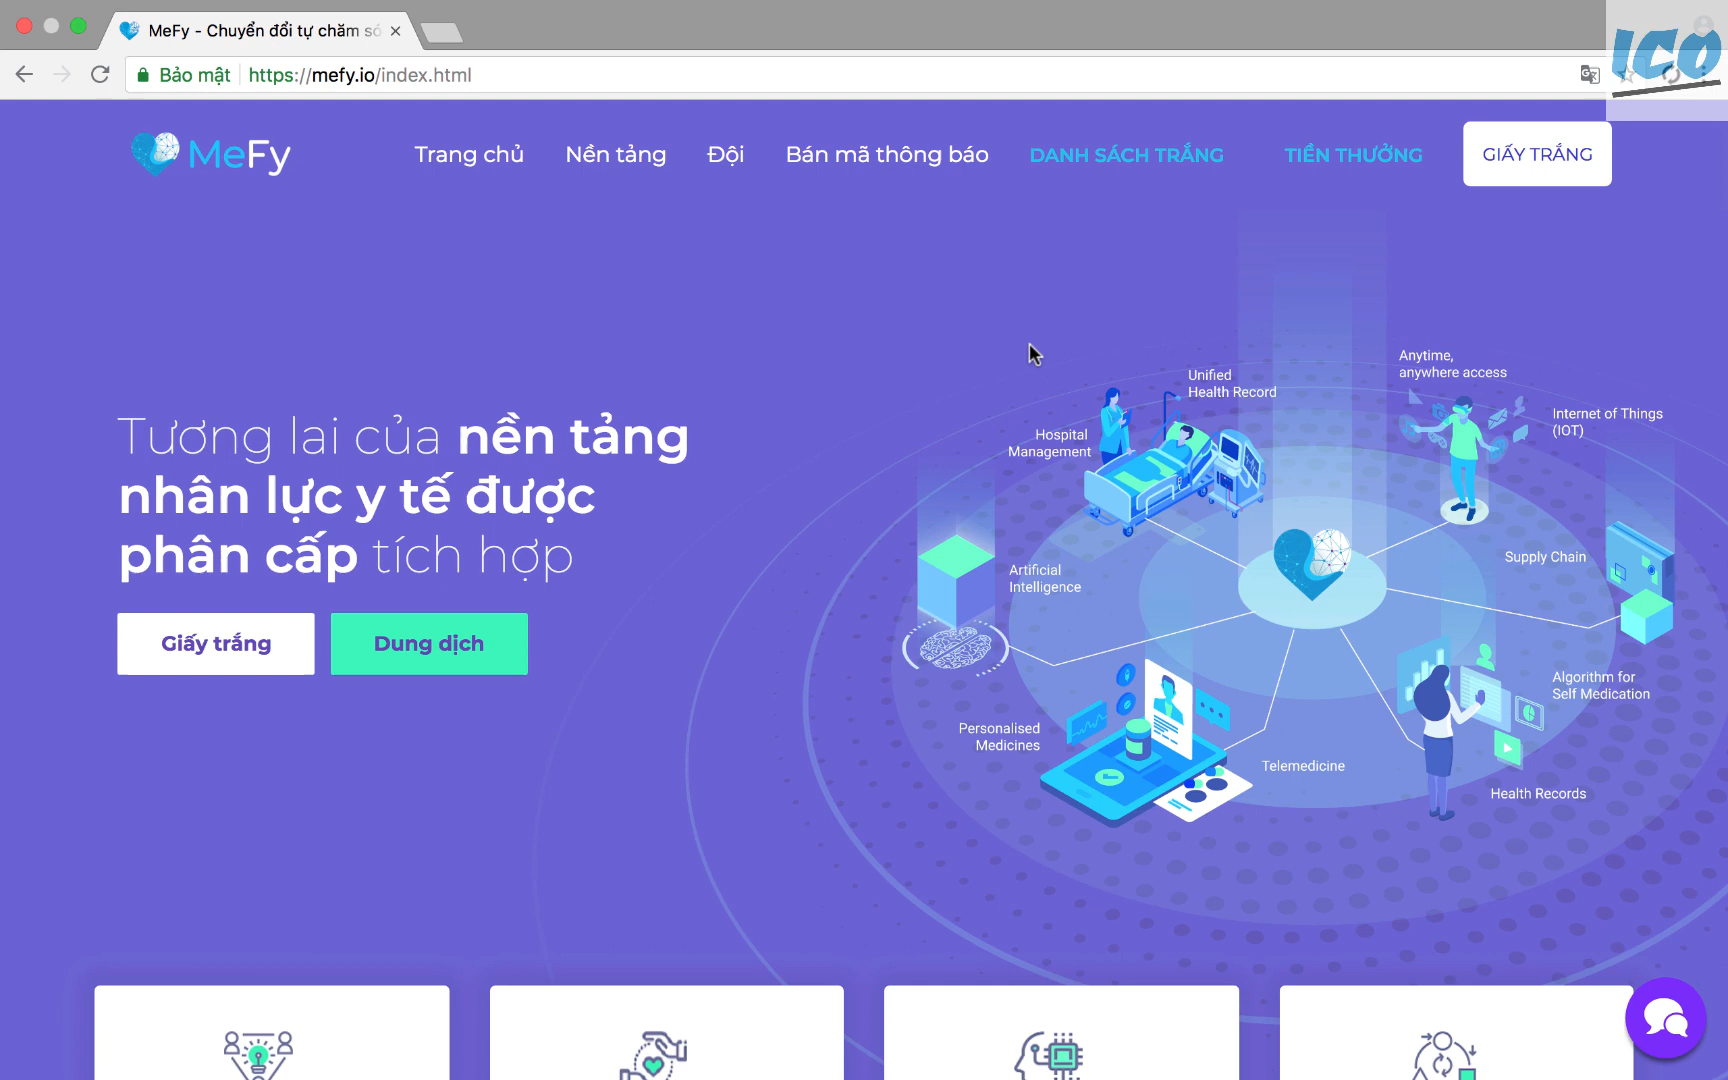 MeFy - Chuyển đổi tự chăm só
Bảo mật
https://mefy.io/index.html
ICO
MeFy
Trang chủ
Nền tảng
Đội
Bán mã thông báo
DANH SÁCH TRẮNG
TIỀN THƯỞNG
GIẤY TRẮNG
Tương lai của nền tảng
nhân lực y tế được
phân cấp tích hợp
Giấy trắng
Dung dịch
Anytime,
anywhere access
Unified
Health Record
Internet of Things
(IOT)
Hospital
Management
Supply Chain
Artificial
Intelligence
Algorithm for
Self Medication
Personalised
Medicines
Telemedicine
Health Records